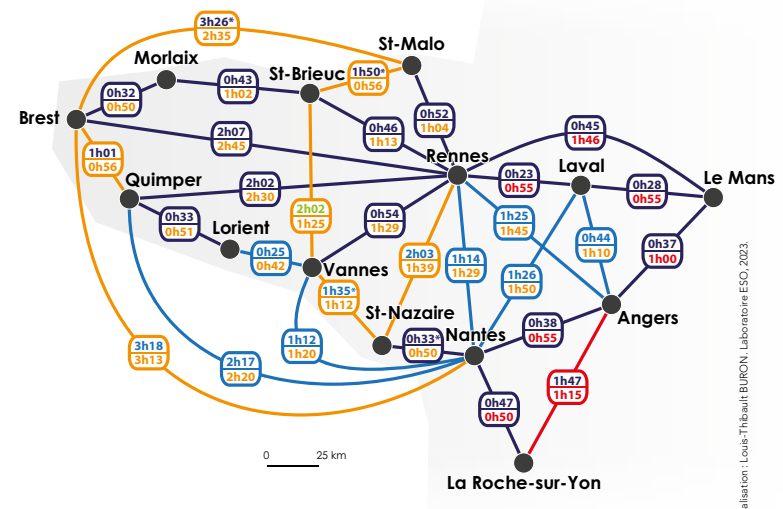 3h26*
2h35
St-Malo
Morlaix
St-Brieuc
1h50*
0h56
0h43
1h02
0h32
0h50
Brest
0h52
1h04
0h46
1h13
2h07
2h45
0h45
1h46
Rennes
1h01
0h56
Laval
0h23
0h55
Le Mans
Quimper
2h02
2h30
0h28
0h55
0h33
0h51
2h02
1h25
0h54
1h29
1h25
1h45
Lorient
0h25
0h42
0h44
1h10
0h37
1h00
2h03
1h39
1h14
1h29
Vannes
1h26
1h50
1h35*
1h12
St-Nazaire
Angers
Nantes
0h38
0h55
1h12
1h20
0h33*
0h50
3h18
3h13
2h17
2h20
1h47
1h15
0h47
0h50
0
25 km
La Roche-sur-Yon
alisation : Louis-Thibault BURON. Laboratoire ESO, 2023.